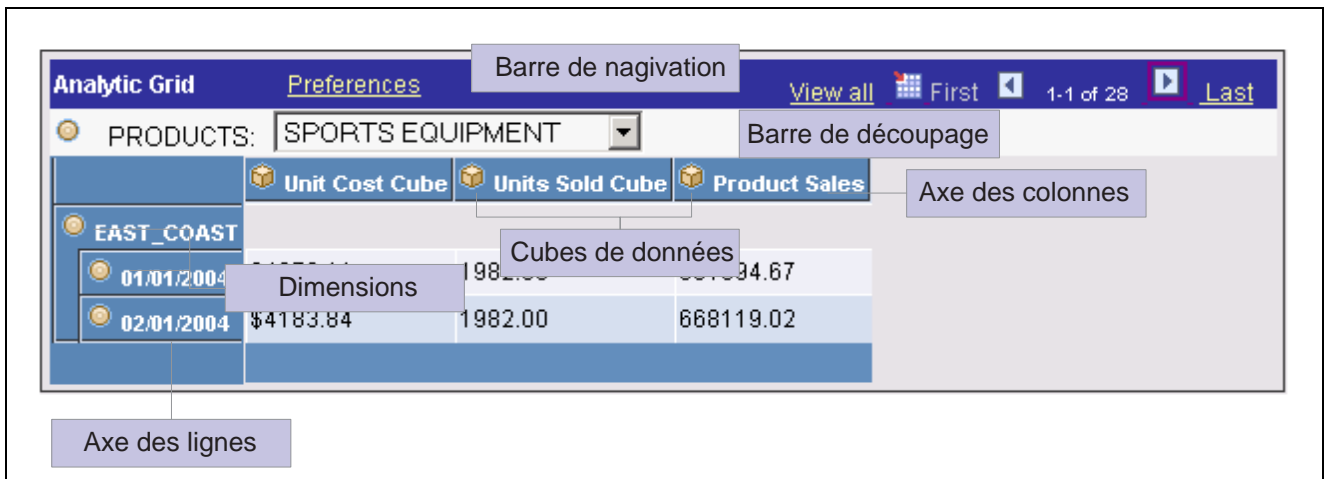 Barre de nagivation
Analytic Grid Preferences View all First 1-1 of 28 Last
PRODUCTS: SPORTS EQUIPMENT
Barre de découpage
Unit Cost Cube Units Sold Cube Product Sales
Axe des colonnes
EAST_COAST
Cubes de données
01/01/2004
Dimensions
02/01/2004 $4183.84 1982.00 668119.02
Axe des lignes